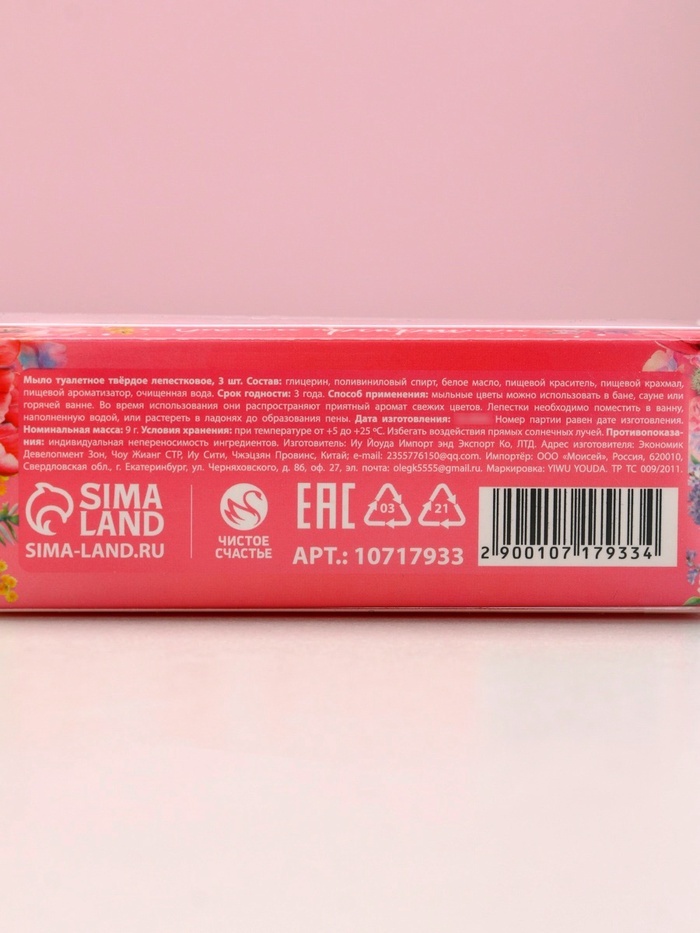 Мыло туалетное твёрдое лепестковое, 3 шт. Состав: глицерин, поливиниловый спирт, белое масло, пищевой краситель, пищевой крахмал,
пищевой ароматизатор, очищенная вода. Срок годности: 3 года. Способ применения: мыльные цветы можно использовать в бане, сауне или
горячей ванне. Во время использования они распространяют приятный аромат свежих цветов. Лепестки необходимо поместить в ванну,
наполненную водой, или растереть в ладонях до образования пены. Дата изготовления: Номер партии равен дате изготовления.
Номинальная масса: 9 г. Условия хранения: при температуре от +5 до +25 ºС. Избегать воздействия прямых солнечных лучей. Противопоказа-
ния: индивидуальная непереносимость ингредиентов. Изготовитель: Иу Йоуда Импорт энд Экспорт Ко, ЛТД. Адрес изготовителя: Экономик
Девелопмент Зон, Чоу Жианг СТР, Иу Сити, Чжэцзян Провинс, Китай; e-mail: 2355776150@qq.com. Импортёр: ООО «Моисей», Россия, 620010,
Свердловская обл., г. Екатеринбург, ул. Черняховского, д. 86, оф. 27, эл. почта: olegk5555@gmail.ru. Маркировка: YIWU YOUDA. ТР ТС 009/2011.
SIMA
LAND
SIMA-LAND.RU
ЧИСТОЕ
СЧАСТЬЕ
EAC
03
21
АРТ.: 10717933
2 900107 179334